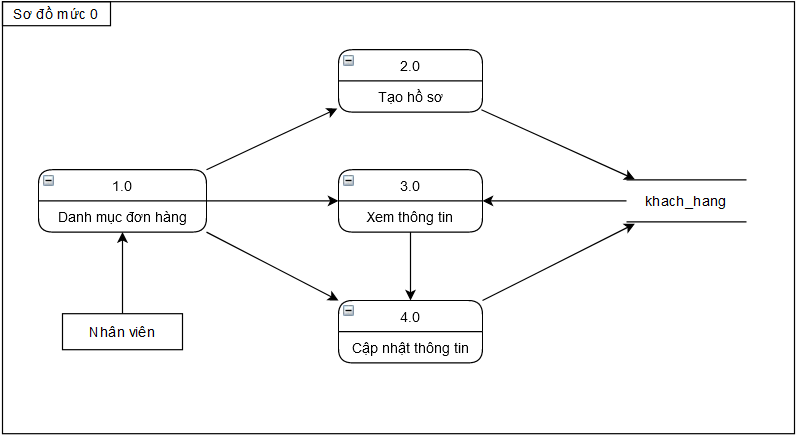 Sơ đồ mức 0
2.0
Tạo hồ sơ
1.0
Danh mục đơn hàng
3.0
Xem thông tin
khach_hang
4.0
Cập nhật thông tin
Nhân viên